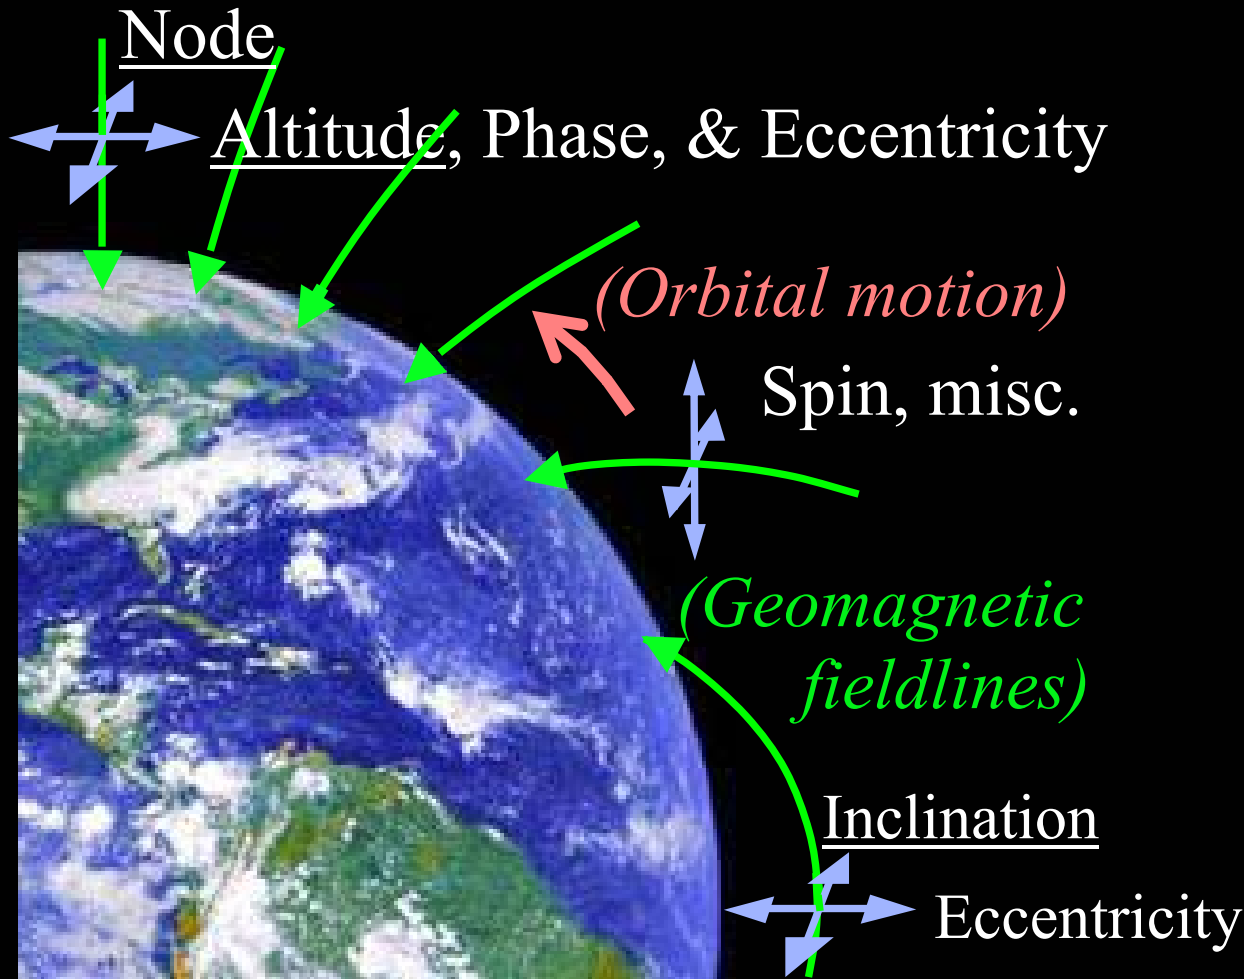 Node
Altitude, Phase, & Eccentricity
(Orbital motion)
Spin, misc.
(Geomagnetic
fieldlines)
Inclination
Eccentricity